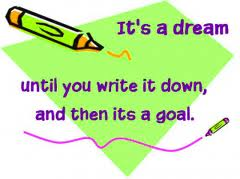 It's a dream
until you write it down,
and then its a goal.